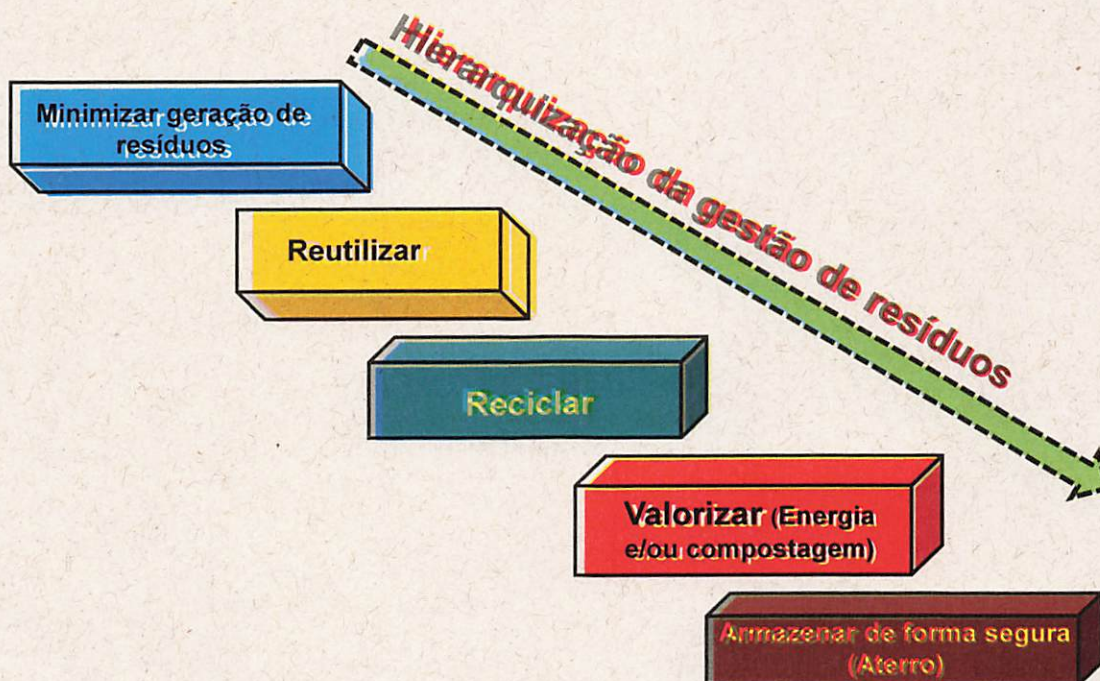 Hierarquização da gestão de resíduos
Minimizar geração de
resíduos
Reutilizar
Reciclar
Valorizar (Energia
e/ou compostagem)
Armazenar de forma segura
(Aterro)